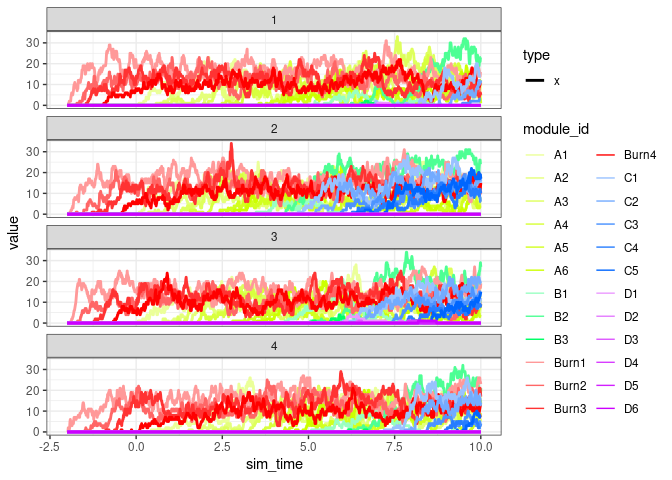 1
30
20
10
0
2
30
20
10
0
3
30
20
10
0
4
30
20
10
0
-2.5 0.0 2.5 5.0 7.5 10.0
sim_time
value
type
x
module_id
A1 Burn4
A2 C1
A3 C2
A4 C3
A5 C4
A6 C5
B1 D1
B2 D2
B3 D3
Burn1 D4
Burn2 D5
Burn3 D6